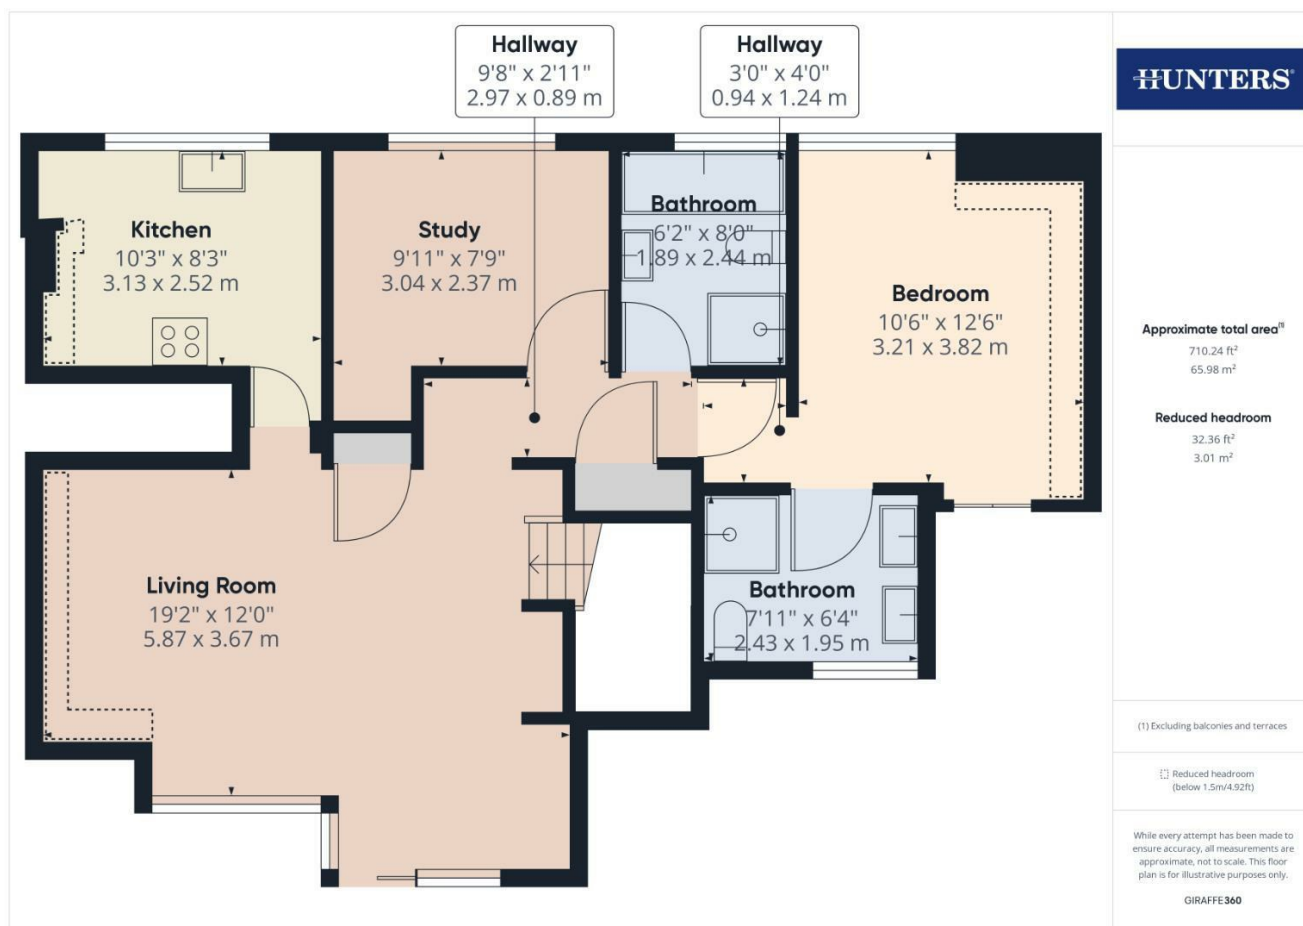 Hallway
9'8" x 2'11"
2.97 x 0.89 m
Hallway
3'0" x 4'0"
0.94 x 1.24 m
HUNTERS®
Kitchen
10'3" x 8'3"
3.13 x 2.52 m
Study
9'11" x 7'9"
3.04 x 2.37 m
Bathroom
6'2" x 8'0"
1.89 x 2.44 m
Bedroom
10'6" x 12'6"
3.21 x 3.82 m
Living Room
19'2" x 12'0"
5.87 x 3.67 m
Bathroom
7'11" x 6'4"
2.43 x 1.95 m
Approximate total area(1)
710.24 ft²
65.98 m²
Reduced headroom
32.36 ft²
3.01 m²
(1) Excluding balconies and terraces
Reduced headroom
(below 1.5m/4.92ft)
While every attempt has been made to
ensure accuracy, all measurements are
approximate, not to scale. This floor
plan is for illustrative purposes only.
GIRAFFE360